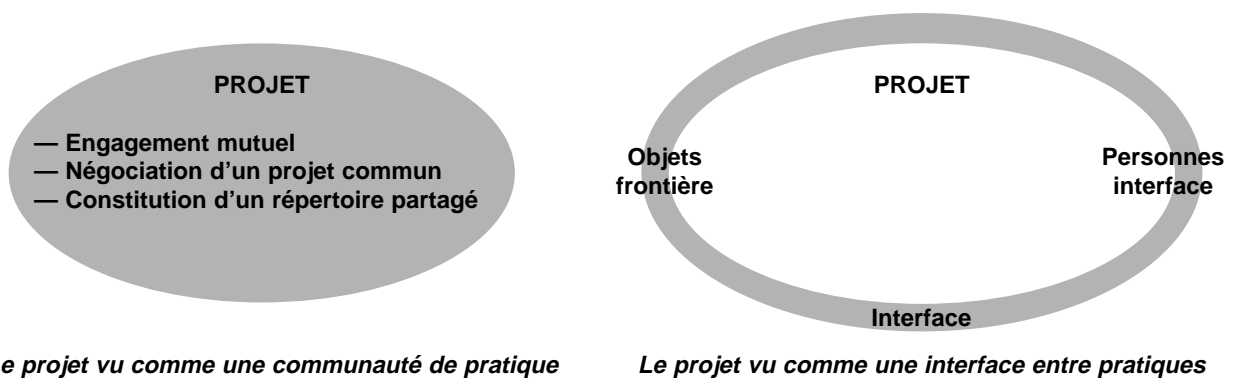 PROJET
— Engagement mutuel
— Négociation d’un projet commun
— Constitution d’un répertoire partagé
e projet vu comme une communauté de pratique
PROJET
Objets
frontière
Personnes
interface
Interface
Le projet vu comme une interface entre pratiques